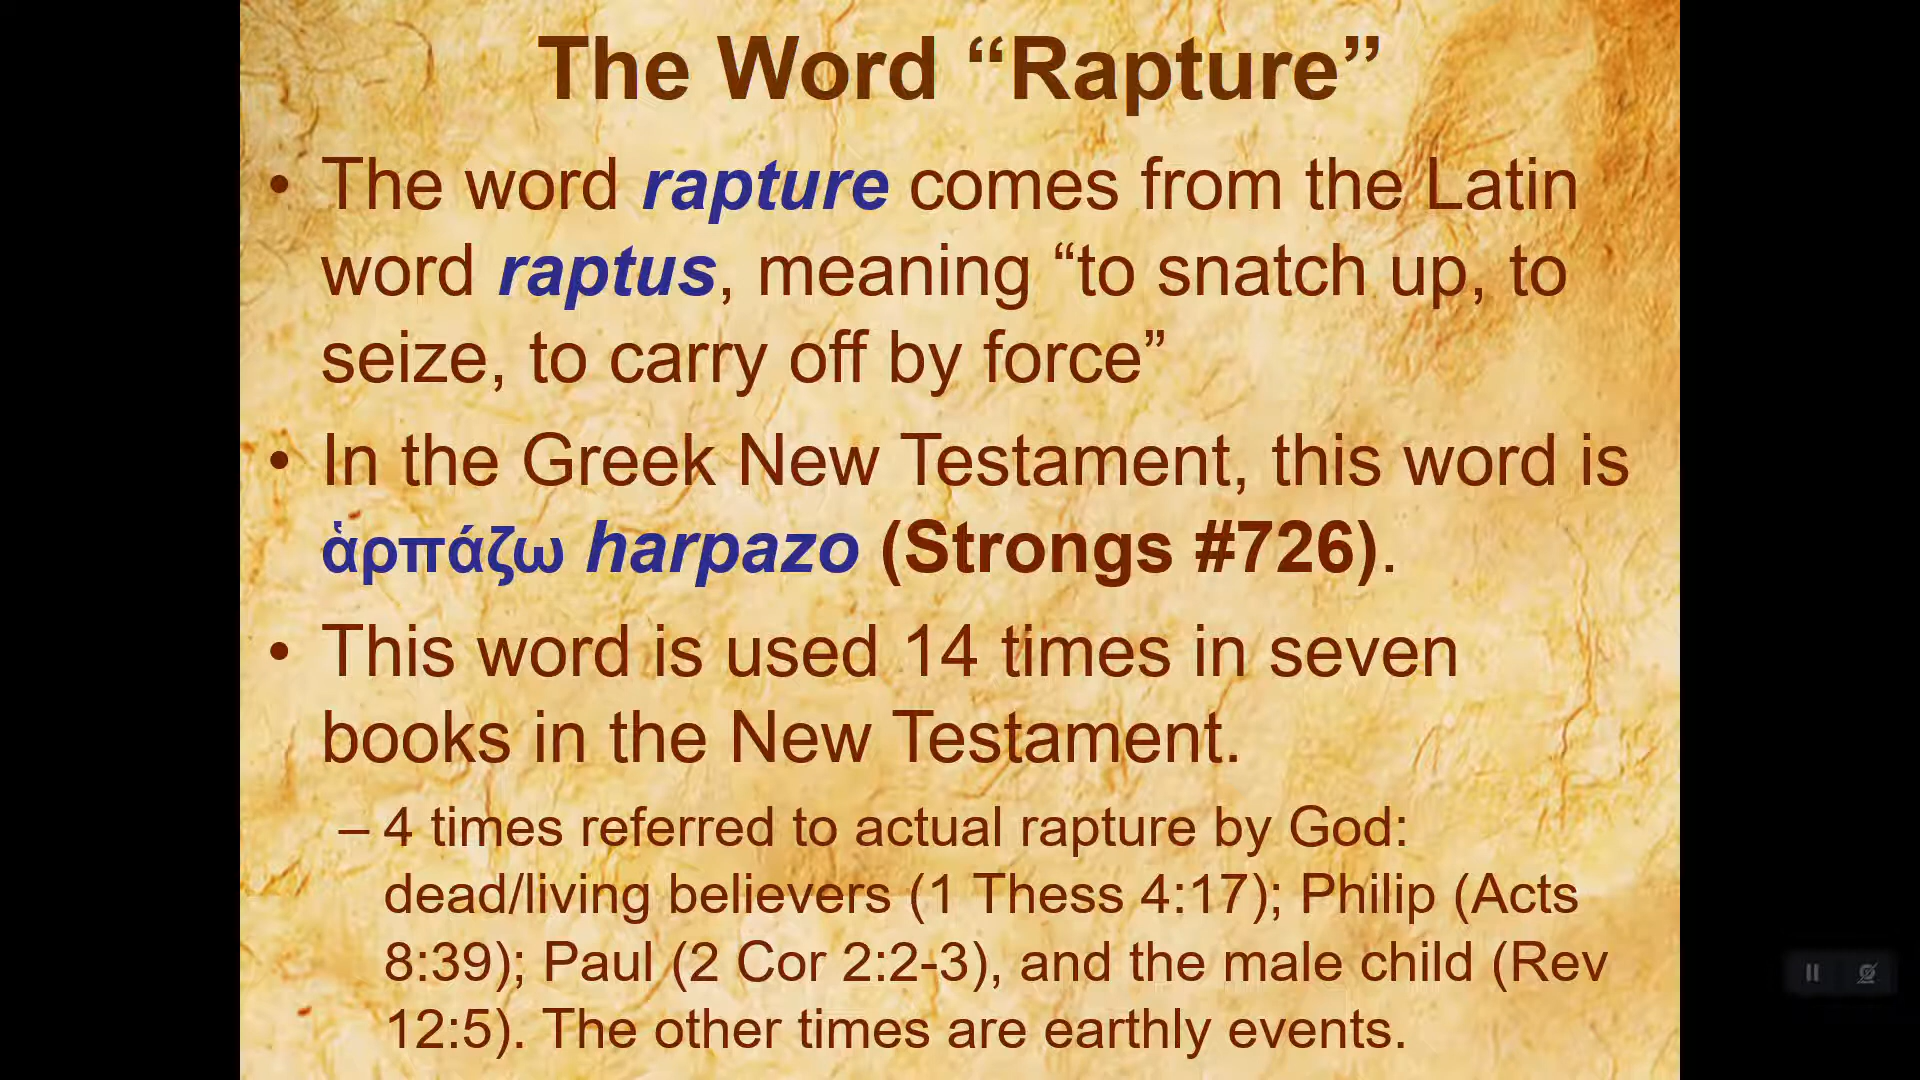 The Word “Rapture”
• The word rapture comes from the Latin
word raptus, meaning “to snatch up, to
seize, to carry off by force”
• In the Greek New Testament, this word is
ἁρπάζω harpazo (Strongs #726).
• This word is used 14 times in seven
books in the New Testament.
– 4 times referred to actual rapture by God:
dead/living believers (1 Thess 4:17); Philip (Acts
8:39); Paul (2 Cor 2:2-3), and the male child (Rev
12:5). The other times are earthly events.